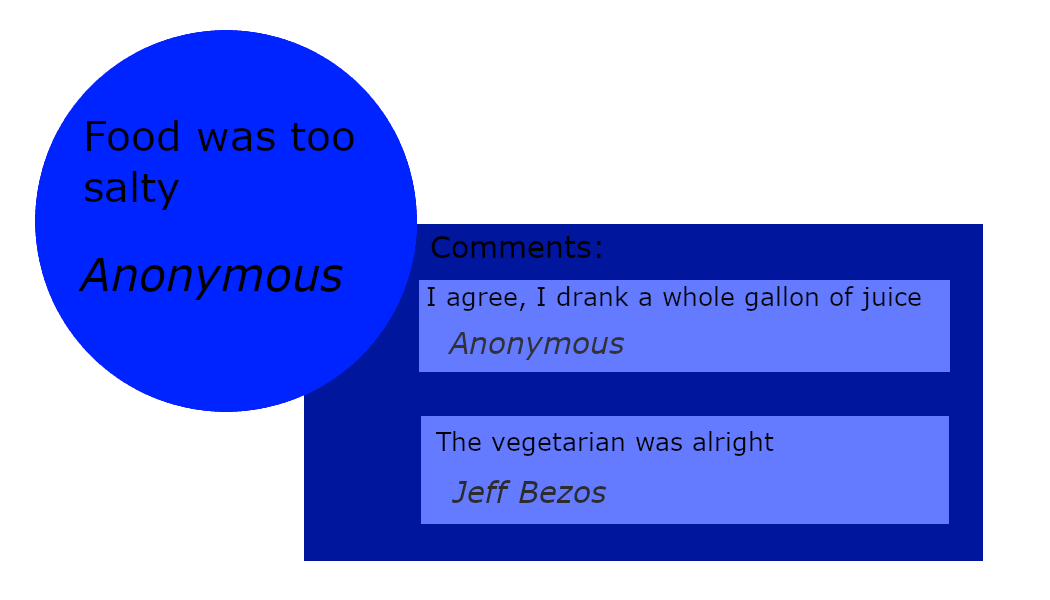 Food was too
salty
Anonymous
Comments:
I agree, I drank a whole gallon of juice
Anonymous
The vegetarian was alright
Jeff Bezos